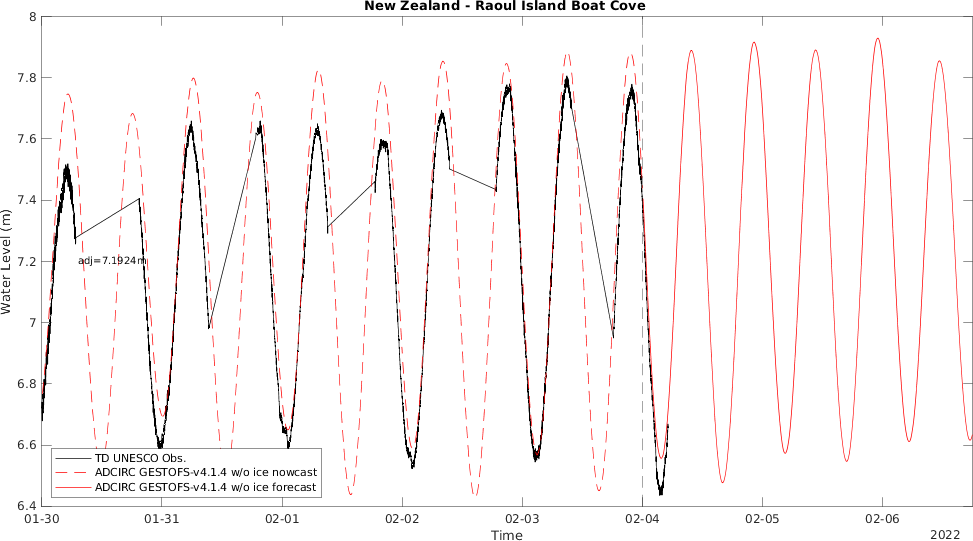 New Zealand - Raoul Island Boat Cove
8
7.8
7.6
7.4
7.2
7
6.8
6.6
6.4
Water Level (m)
adj=7.1924m
TD UNESCO Obs.
ADCIRC GESTOFS-v4.1.4 w/o ice nowcast
ADCIRC GESTOFS-v4.1.4 w/o ice forecast
01-30 01-31 02-01 02-02 02-03 02-04 02-05 02-06
Time
2022